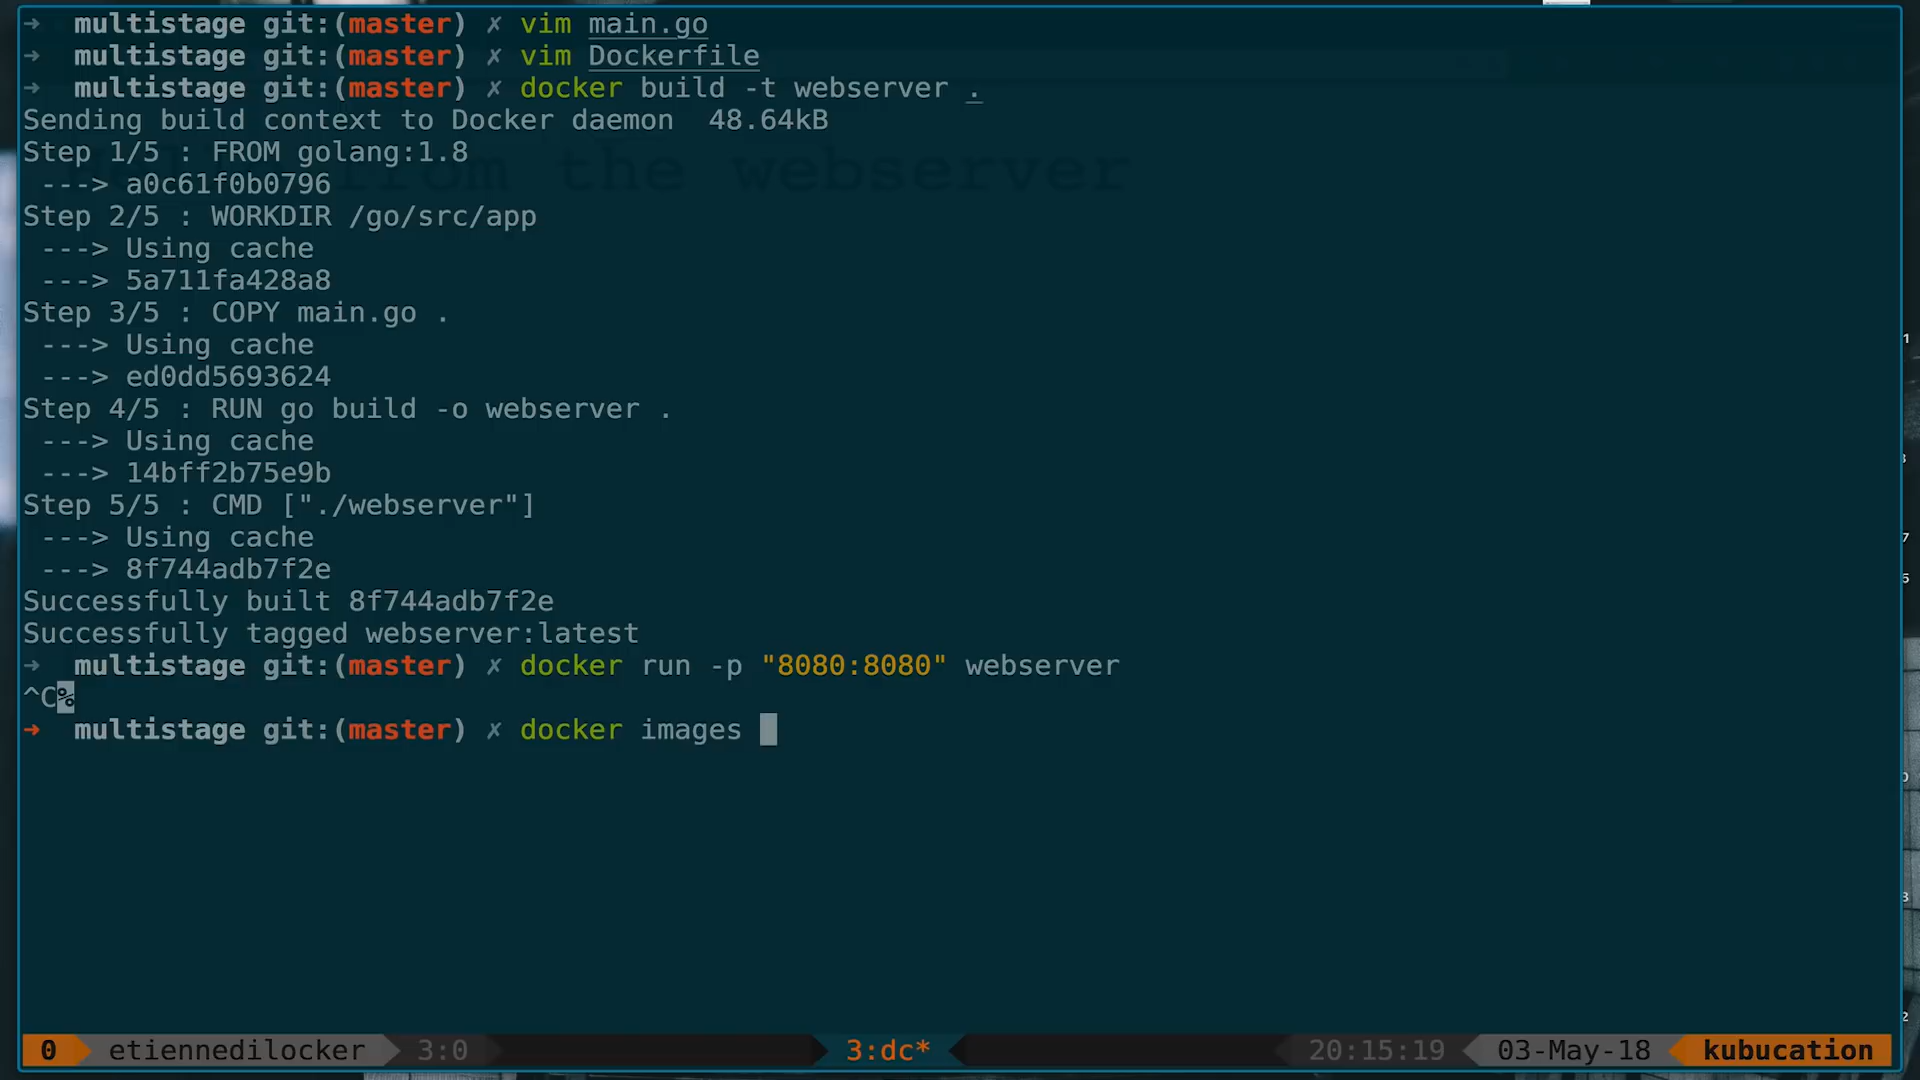 → multistage git:(master) ✗ vim main.go
→ multistage git:(master) ✗ vim Dockerfile
→ multistage git:(master) ✗ docker build -t webserver .
Sending build context to Docker daemon 48.64kB
Step 1/5 : FROM golang:1.8
---> a0c61f0b0796
Step 2/5 : WORKDIR /go/src/app
---> Using cache
---> 5a711fa428a8
Step 3/5 : COPY main.go .
---> Using cache
---> ed0dd5693624
Step 4/5 : RUN go build -o webserver .
---> Using cache
---> 14bff2b75e9b
Step 5/5 : CMD ["./webserver"]
---> Using cache
---> 8f744adb7f2e
Successfully built 8f744adb7f2e
Successfully tagged webserver:latest
→ multistage git:(master) ✗ docker run -p "8080:8080" webserver
^C%
→ multistage git:(master) ✗ docker images
from the webserver
0 etiennedilocker 3:0 3:dc* 20:15:19 03-May-18 kubucation